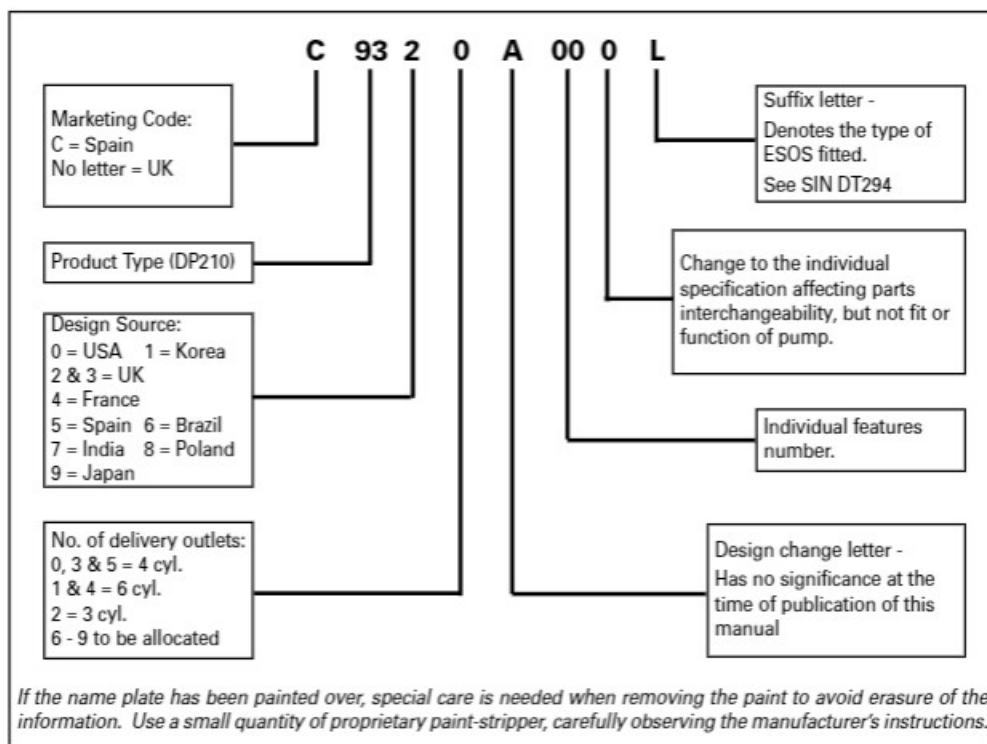 C 93 2 0 A 00 0 L
Marketing Code:
C = Spain
No letter = UK
Product Type (DP210)
Design Source:
0 = USA 1 = Korea
2 & 3 = UK
4 = France
5 = Spain 6 = Brazil
7 = India 8 = Poland
9 = Japan
No. of delivery outlets:
0, 3 & 5 = 4 cyl.
1 & 4 = 6 cyl.
2 = 3 cyl.
6 - 9 to be allocated
Suffix letter -
Denotes the type of
ESOS fitted.
See SIN DT294
Change to the individual
specification affecting parts
interchangeability, but not fit or
function of pump.
Individual features
number.
Design change letter -
Has no significance at the
time of publication of this
manual
If the name plate has been painted over, special care is needed when removing the paint to avoid erasure of the
information. Use a small quantity of proprietary paint-stripper, carefully observing the manufacturer's instructions.